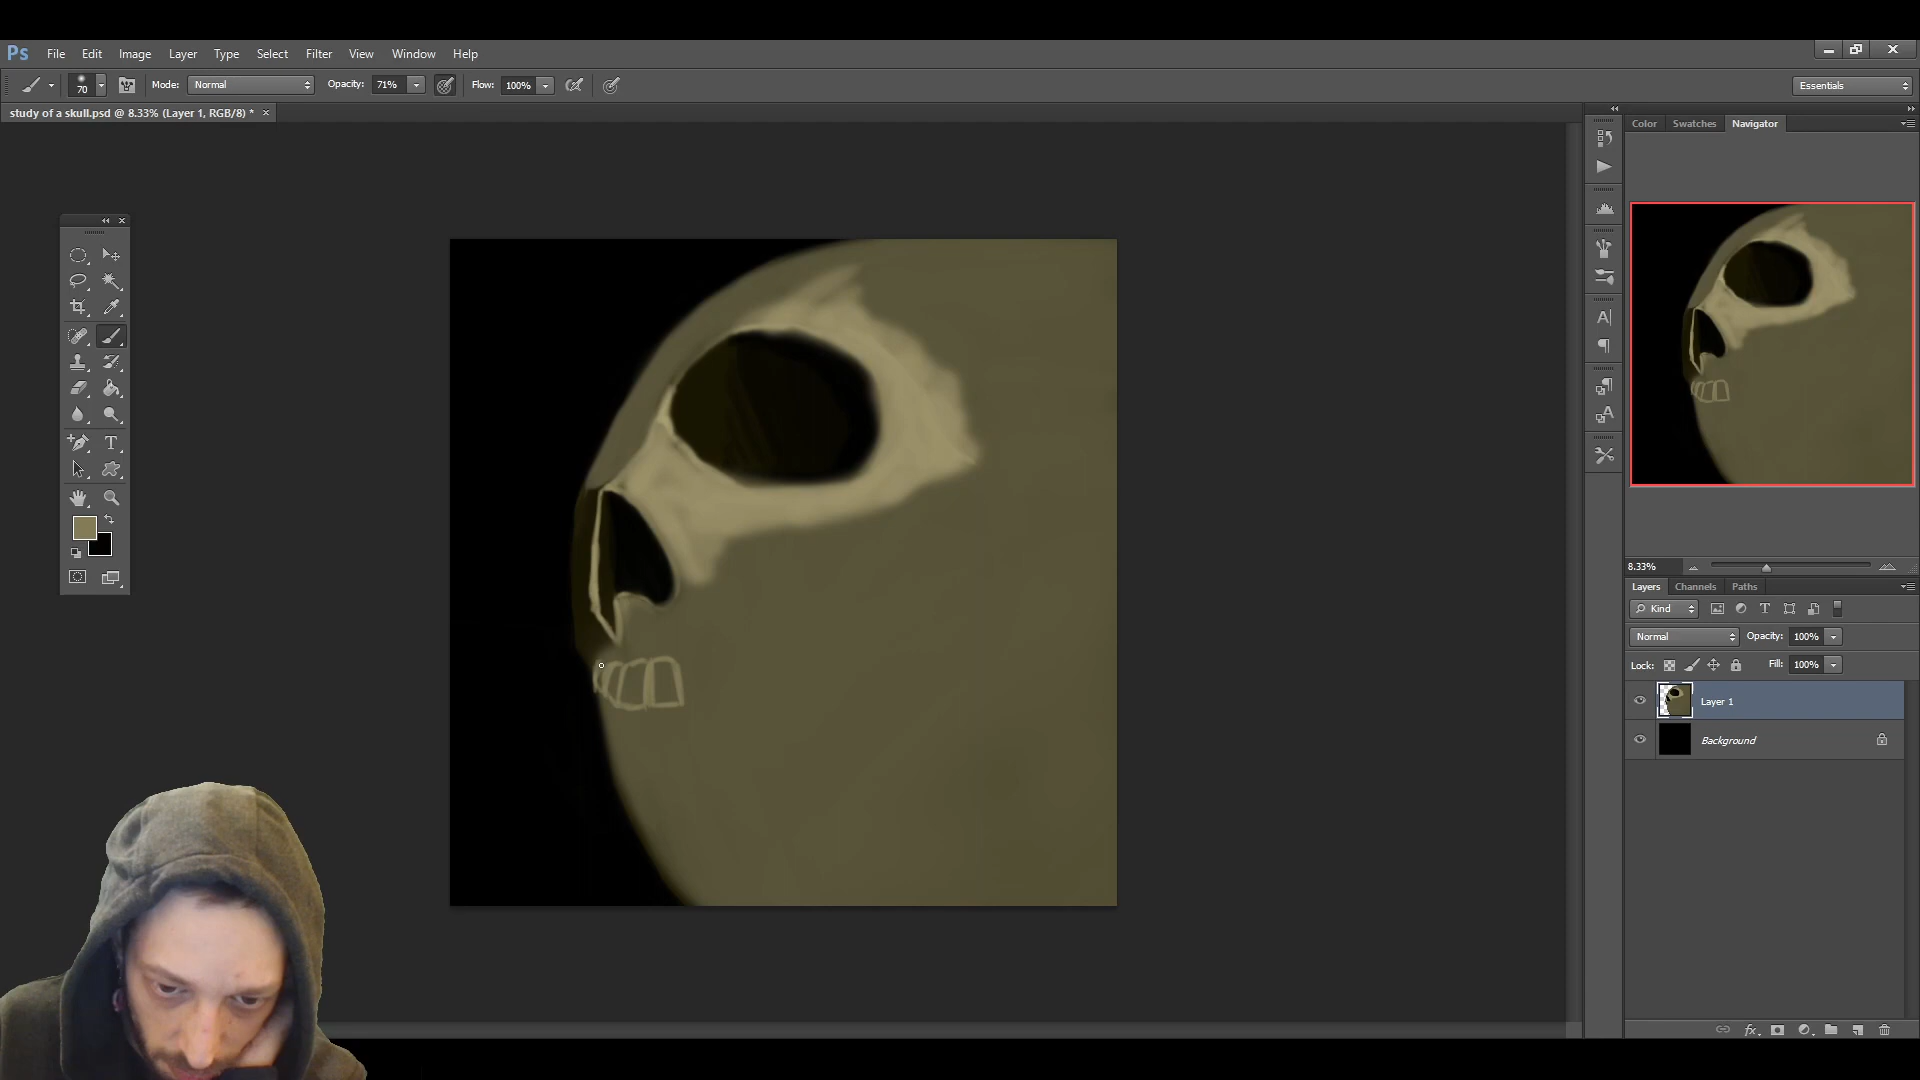 Ps File Edit Image Layer Type Select Filter View Window Help
70 Mode: Normal Opacity: 71% Flow: 100% Essentials
study of a skull.psd @ 8.33% (Layer 1, RGB/8) * ×
Color Swatches Navigator
8.33%
Layers Channels Paths
Kind
Normal Opacity: 100%
Lock: Fill: 100%
Layer 1
Background